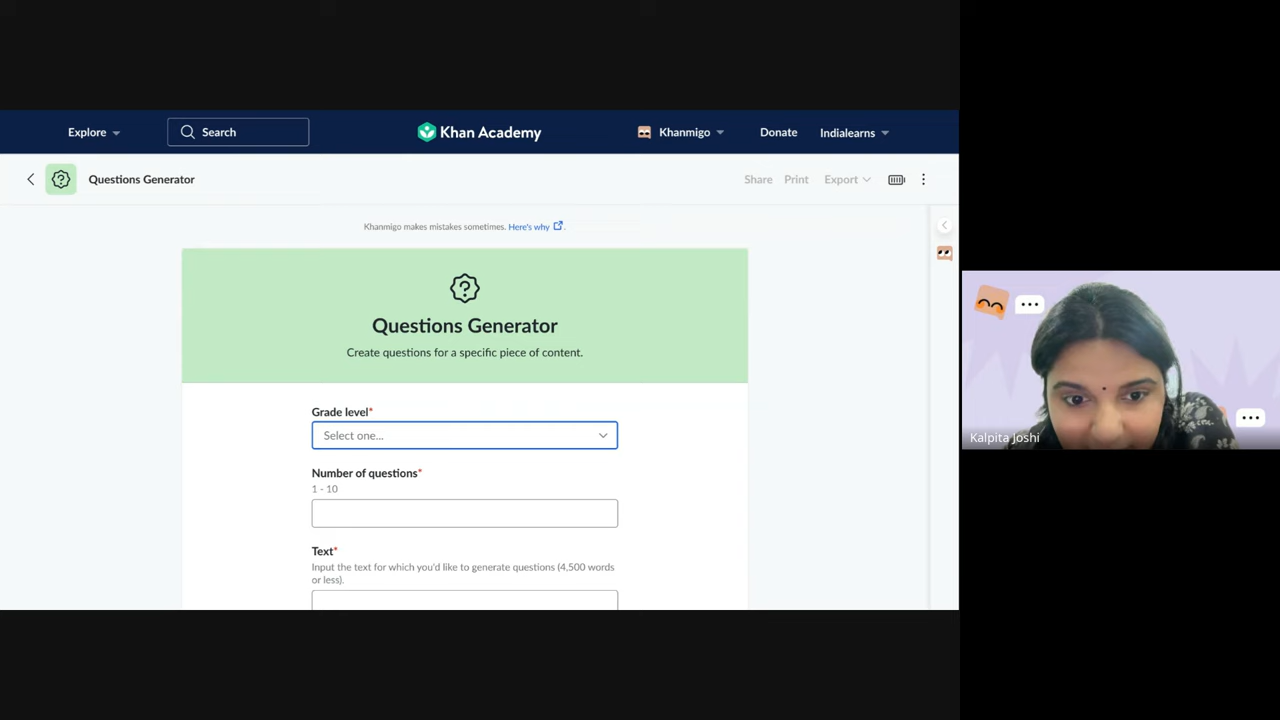 Explore
Search
Khan Academy
Khanmigo
Donate
Indialearns
Questions Generator
Share
Print
Export
Khanmigo makes mistakes sometimes. Here's why .
Questions Generator
Create questions for a specific piece of content.
Grade level*
Select one...
Number of questions*
1 - 10
Text*
Input the text for which you'd like to generate questions (4,500 words
or less).
Kalpita Joshi